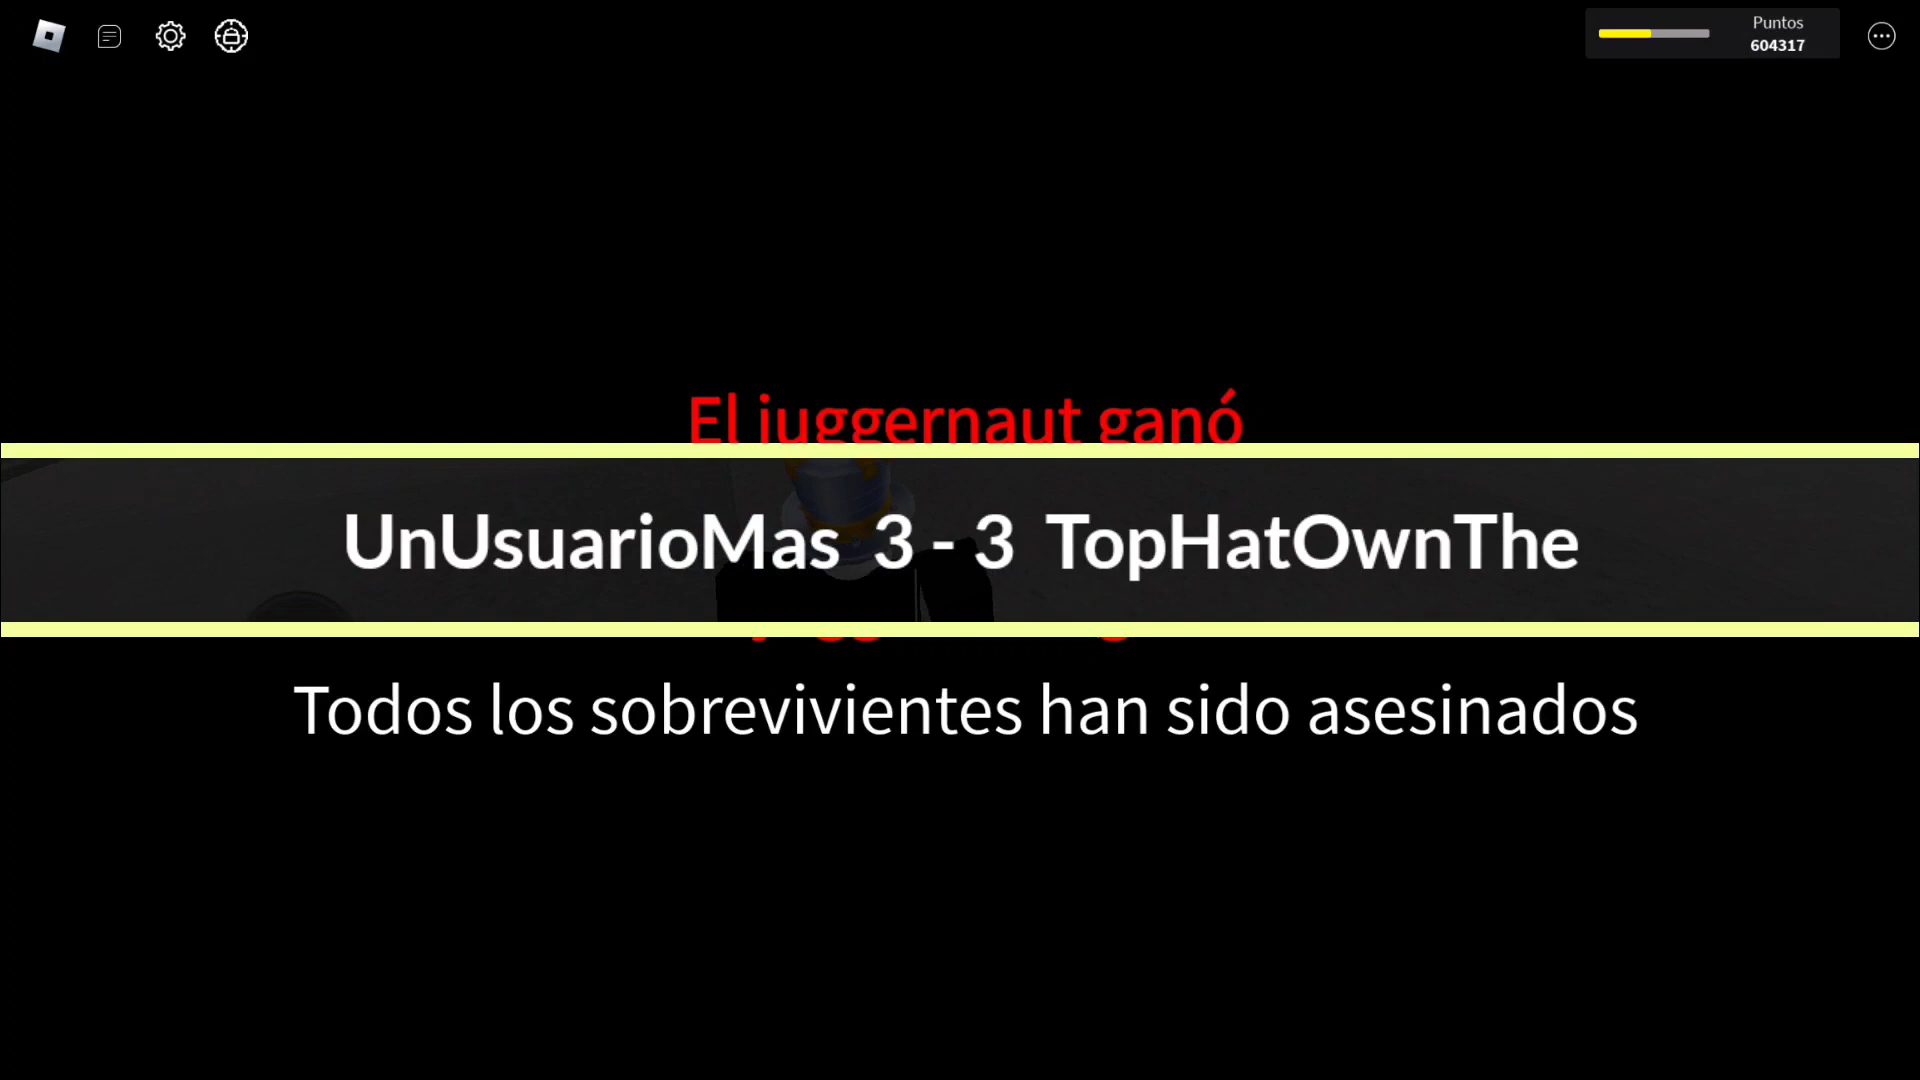 Puntos
604317
El juggernaut ganó
UnUsuarioMas 3 - 3 TopHatOwnThe
Todos los sobrevivientes han sido asesinados